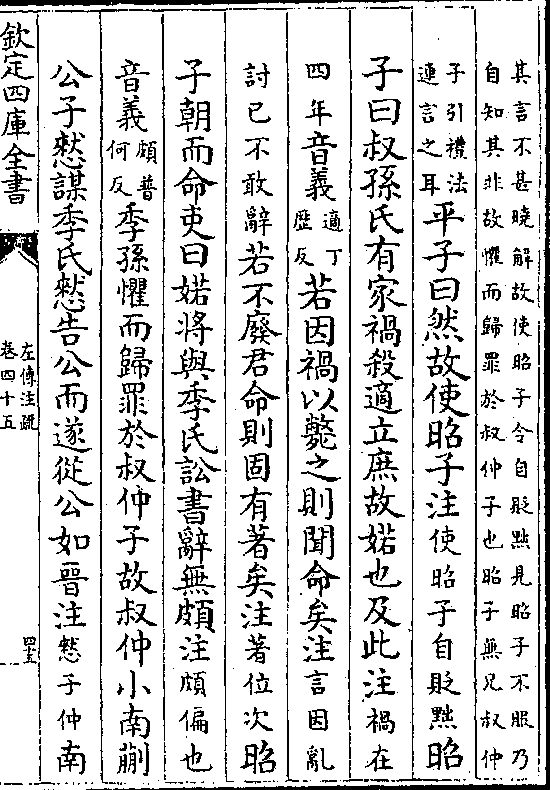 其言不甚曉解故使昭子令自貶黜見昭子不服乃
自知其非故懼而歸罪於叔仲子也昭子無兄叔仲
子引禮法
連言之耳平子曰然故使昭子注使昭子自貶黜昭
子曰叔孫氏有家禍殺適立庶故婼也及此注禍在
四年音義適丁
歷反若因禍以斃之則聞命矣注言因亂
討己不敢辭若不廢君命則固有著矣注著位次昭
子朝而命吏曰婼將與季氏訟書辭無頗注頗偏也
音義頗普
何反季孫懼而歸罪於叔仲子故叔仲小南蒯
公子憖謀季氏憖告公而遂從公如晉注憖子仲南
欽定四庫全書
左傳注疏
卷四十五
四十五